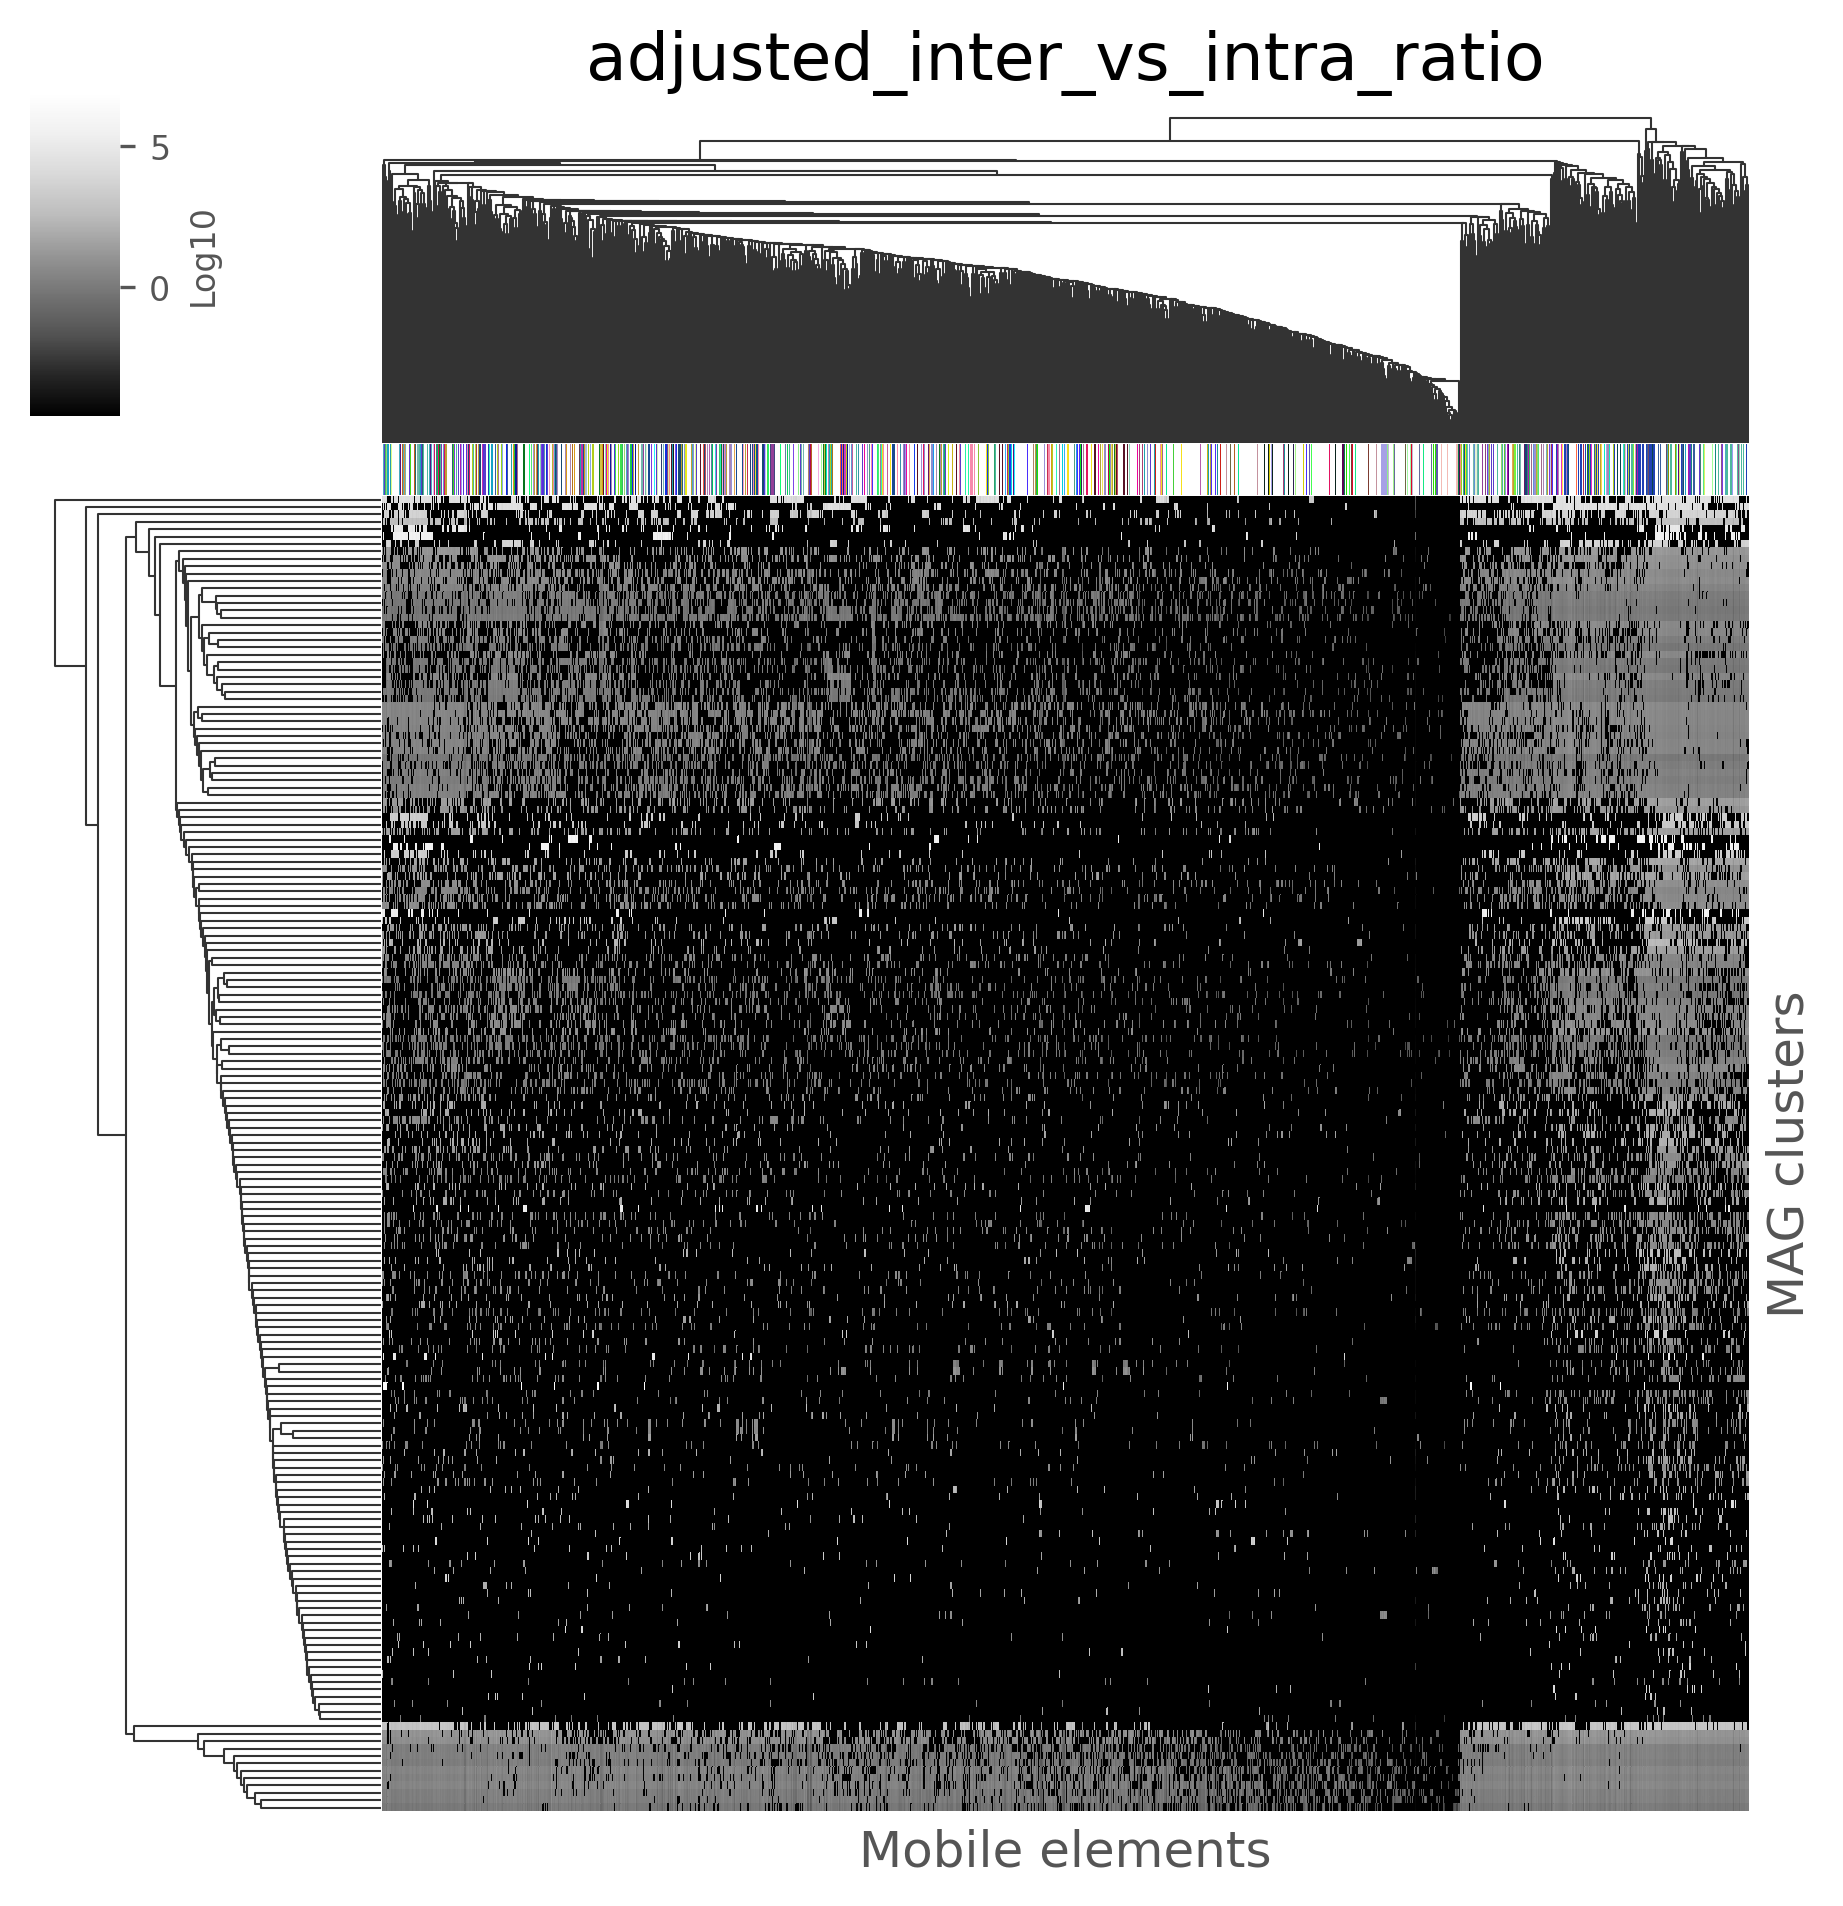 adjusted_inter_vs_intra_ratio
5
0
Log10
MAG clusters
Mobile elements